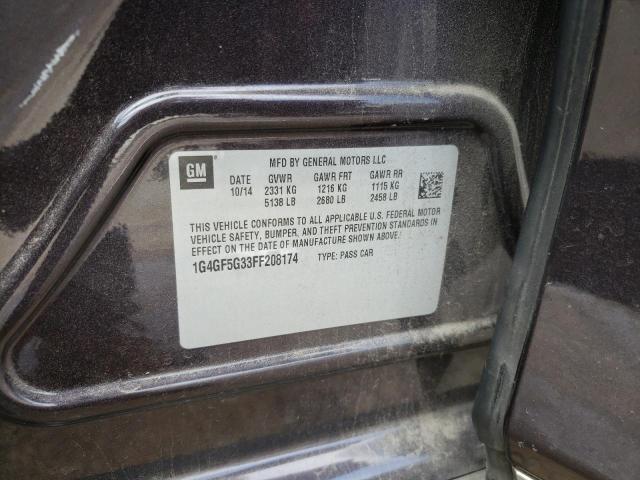 GM
MFD BY GENERAL MOTORS LLC
DATE GVWR GAWR FRT GAWR RR
10/14 2331 KG 1216 KG 1115 KG
5138 LB 2680 LB 2458 LB
THIS VEHICLE CONFORMS TO ALL APPLICABLE U.S. FEDERAL MOTOR
VEHICLE SAFETY, BUMPER, AND THEFT PREVENTION STANDARDS IN
EFFECT ON THE DATE OF MANUFACTURE SHOWN ABOVE.
1G4GF5G33FF208174 TYPE: PASS CAR